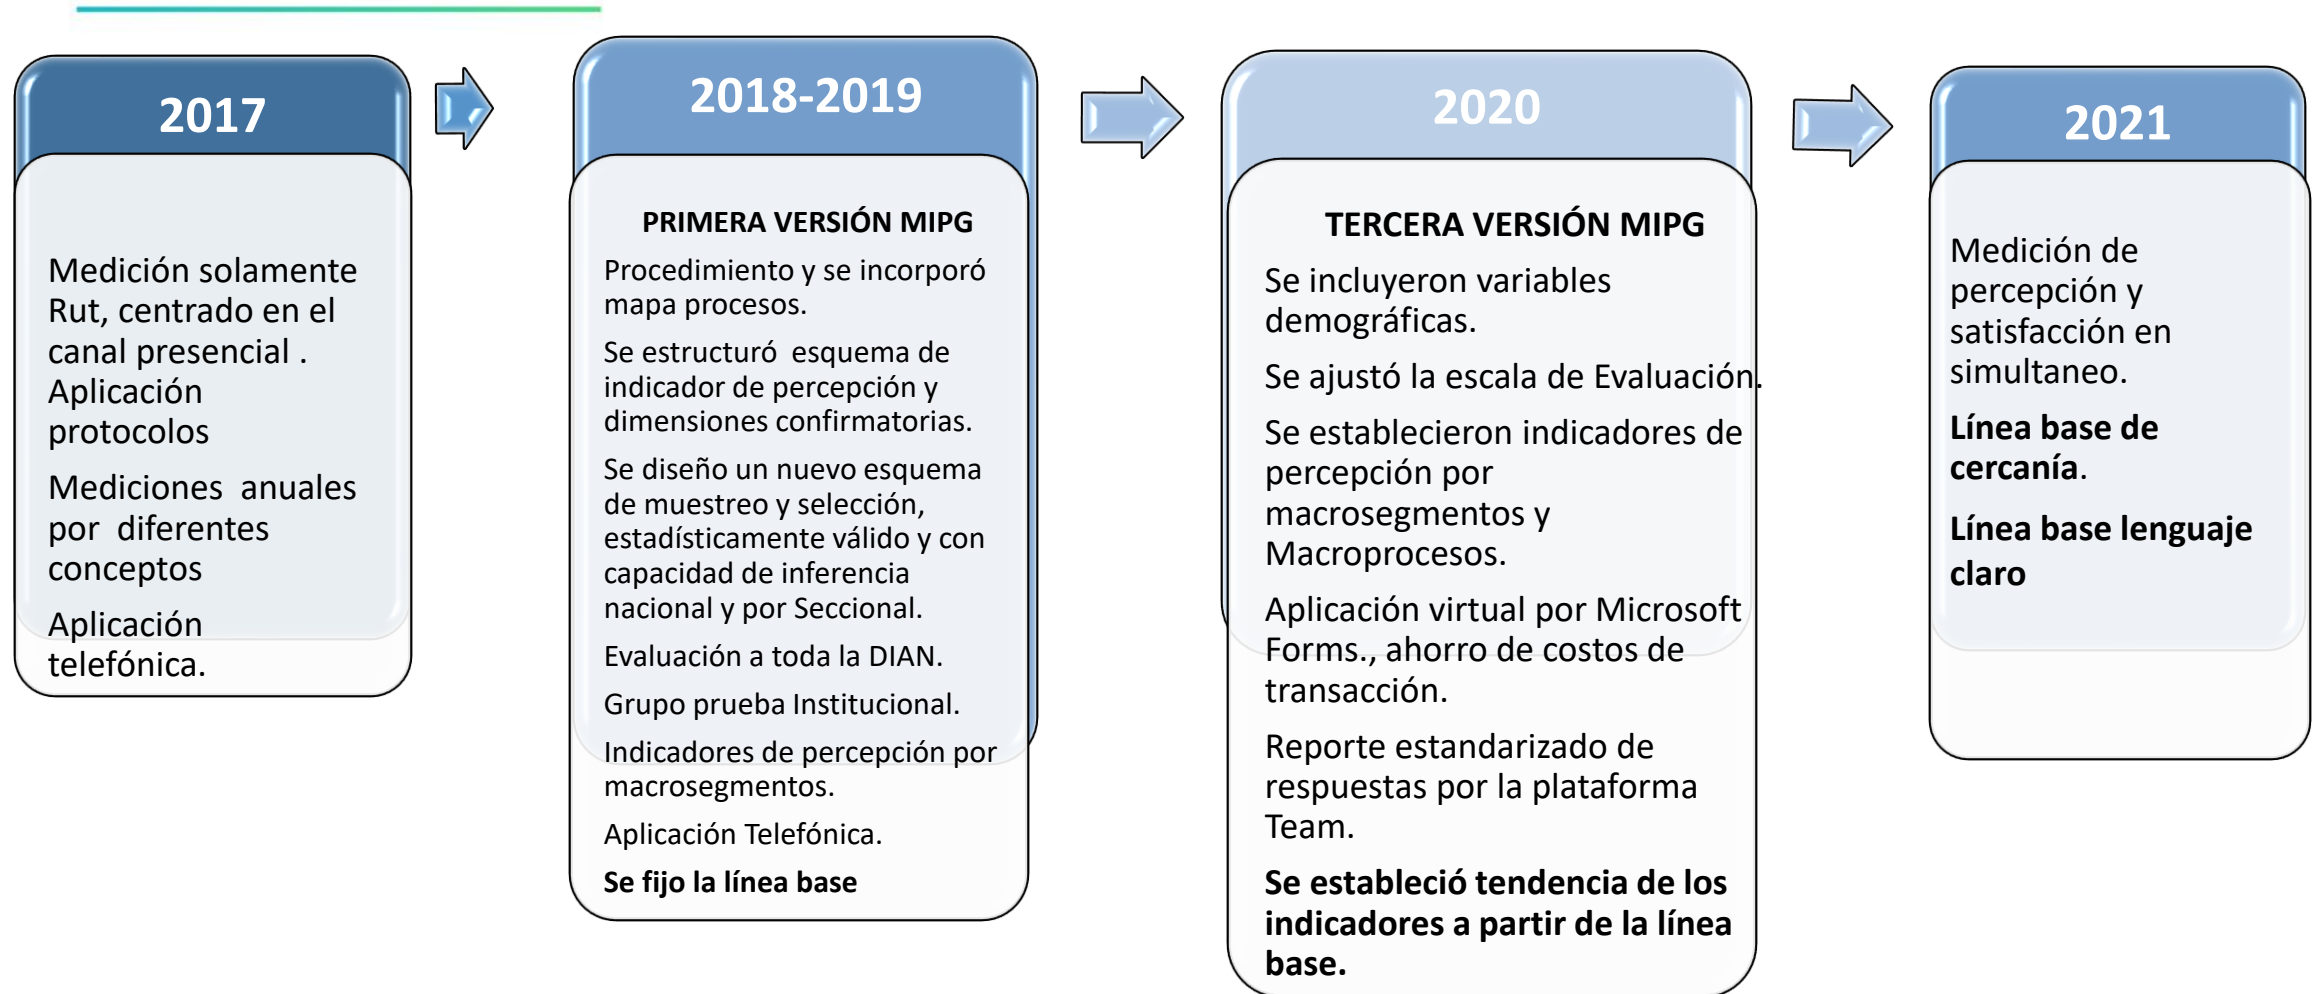 2017
Medición solamente
Rut, centrado en el
canal presencial .
Aplicación
protocolos
Mediciones anuales
por diferentes
conceptos
Aplicación
telefónica.
2018-2019
PRIMERA VERSIÓN MIPG
Procedimiento y se incorporó
mapa procesos.
Se estructuró esquema de
indicador de percepción y
dimensiones confirmatorias.
Se diseño un nuevo esquema
de muestreo y selección,
estadísticamente válido y con
capacidad de inferencia
nacional y por Seccional.
Evaluación a toda la DIAN.
Grupo prueba Institucional.
Indicadores de percepción por
macrosegmentos.
Aplicación Telefónica.
Se fijo la línea base
2020
TERCERA VERSIÓN MIPG
Se incluyeron variables
demográficas.
Se ajustó la escala de Evaluación.
Se establecieron indicadores de
percepción por
macrosegmentos y
Macroprocesos.
Aplicación virtual por Microsoft
Forms., ahorro de costos de
transacción.
Reporte estandarizado de
respuestas por la plataforma
Team.
Se estableció tendencia de los
indicadores a partir de la línea
base.
2021
Medición de
percepción y
satisfacción en
simultaneo.
Línea base de
cercanía.
Línea base lenguaje
claro